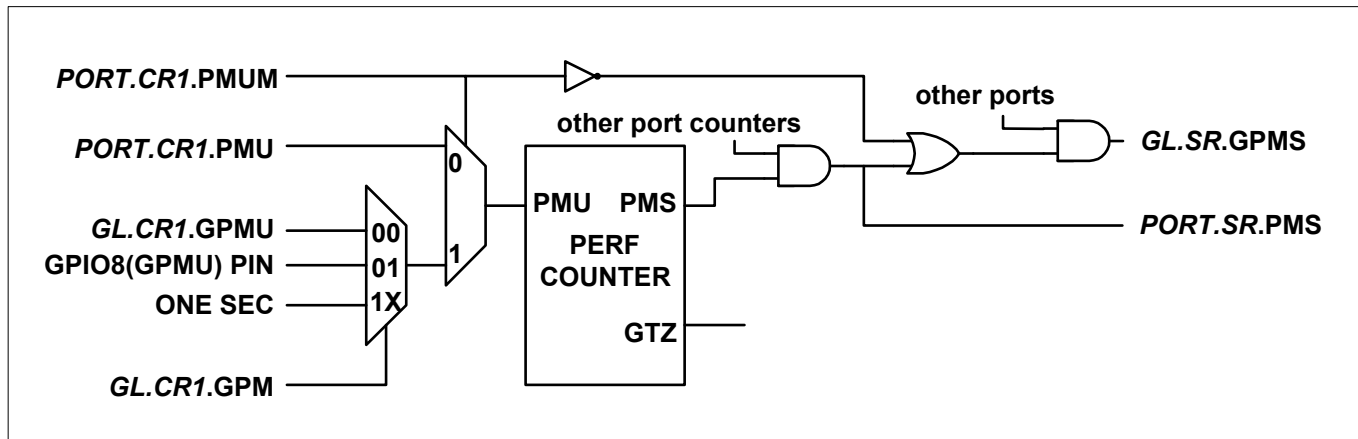 PORT.CR1.PMUM
other ports
other port counters
PORT.CR1.PMU
0
GL.SR.GPMS
PMU
PMS
GL.CR1.GPMU
00
PORT.SR.PMS
PERF
COUNTER
GPIO8(GPMU) PIN
01
1
ONE SEC
1X
GTZ
GL.CR1.GPM